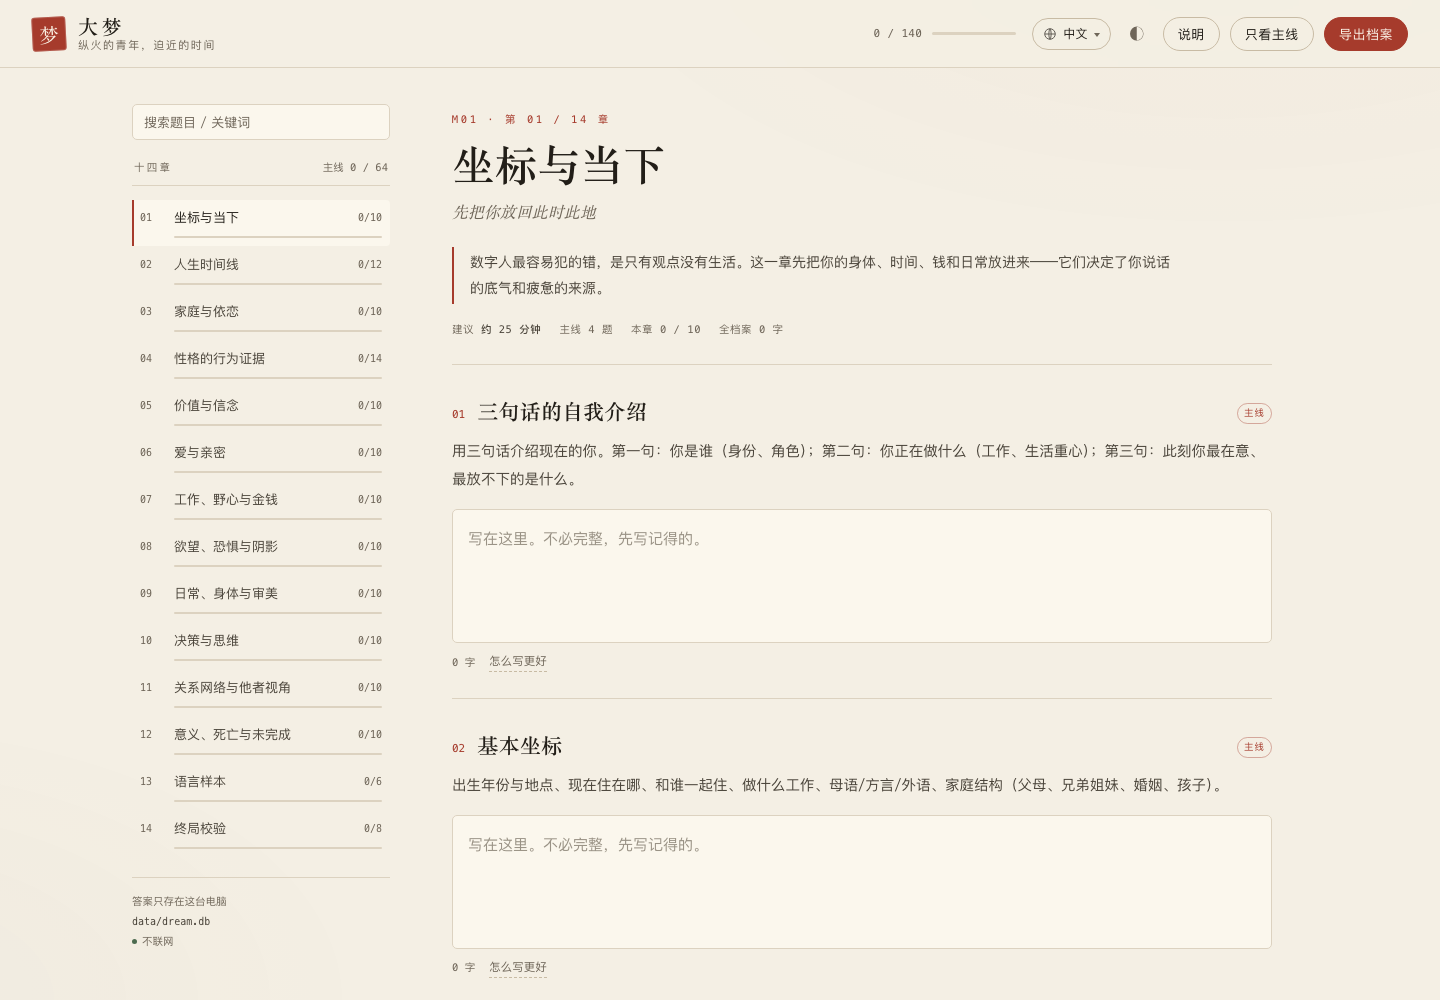 梦
大梦
纵火的青年，迫近的时间
0 / 140
中文
说明
只看主线
导出档案
搜索题目 / 关键词
十四章
主线 0 / 64
01 坐标与当下 0/10
02 人生时间线 0/12
03 家庭与依恋 0/10
04 性格的行为证据 0/14
05 价值与信念 0/10
06 爱与亲密 0/10
07 工作、野心与金钱 0/10
08 欲望、恐惧与阴影 0/10
09 日常、身体与审美 0/10
10 决策与思维 0/10
11 关系网络与他者视角 0/10
12 意义、死亡与未完成 0/10
13 语言样本 0/6
14 终局校验 0/8
答案只存在这台电脑
data/dream.db
不联网
M01 · 第 01 / 14 章
坐标与当下
先把你放回此时此地
数字人最容易犯的错，是只有观点没有生活。这一章先把你的身体、时间、钱和日常放进来——它们决定了你说话
的底气和疲惫的来源。
建议 约 25 分钟 主线 4 题 本章 0 / 10 全档案 0 字
01 三句话的自我介绍 主线
用三句话介绍现在的你。第一句：你是谁（身份、角色）；第二句：你正在做什么（工作、生活重心）；第三句：此刻你最在意、
最放不下的是什么。
写在这里。不必完整，先写记得的。
0 字 怎么写更好
02 基本坐标 主线
出生年份与地点、现在住在哪、和谁一起住、做什么工作、母语/方言/外语、家庭结构（父母、兄弟姐妹、婚姻、孩子）。
写在这里。不必完整，先写记得的。
0 字 怎么写更好